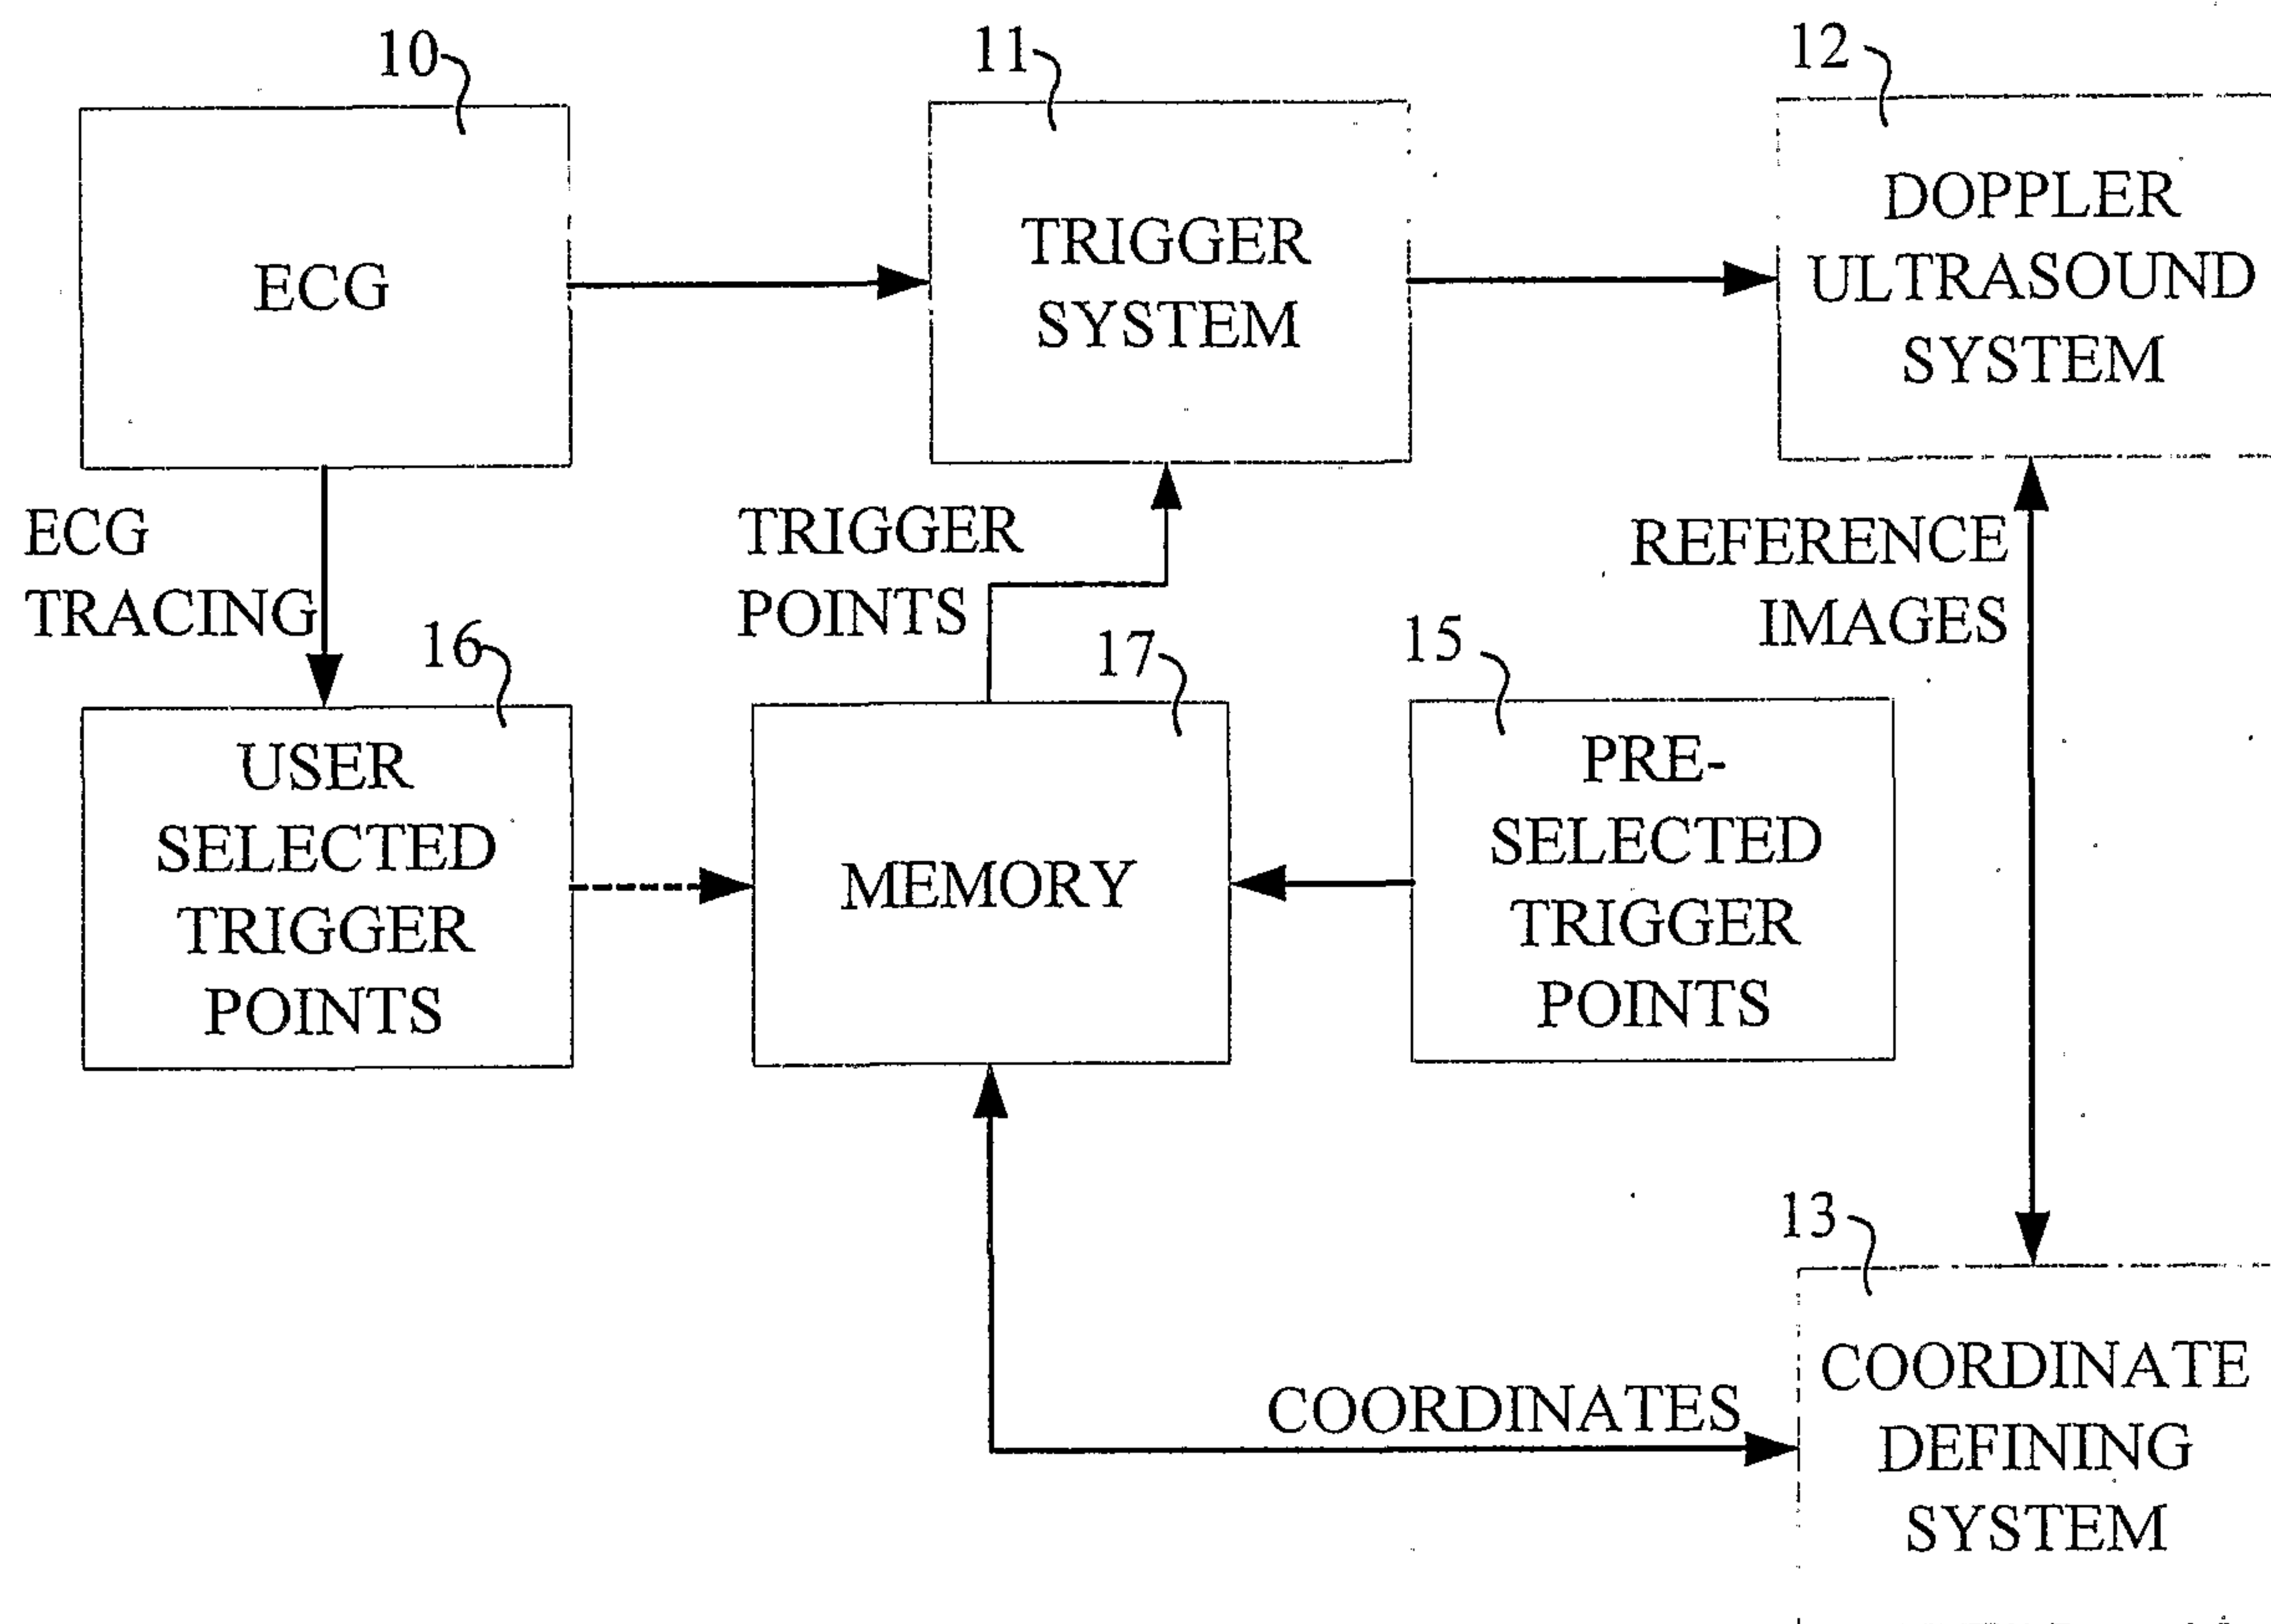 10
11
12
ECG
TRIGGER
SYSTEM
DOPPLER
ULTRASOUND
SYSTEM
ECG
TRACING
TRIGGER
POINTS
REFERENCE
IMAGES
16
17
15
USER
SELECTED
TRIGGER
POINTS
MEMORY
PRE-
SELECTED
TRIGGER
POINTS
13
COORDINATES
COORDINATE
DEFINING
SYSTEM